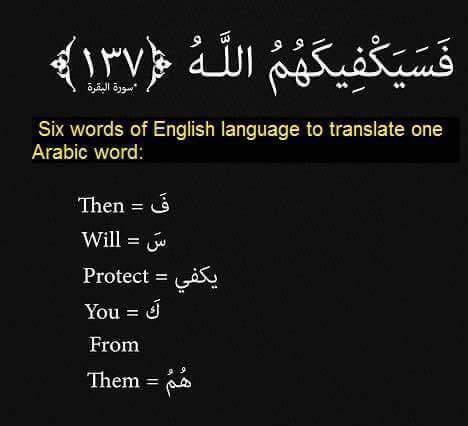 فَسَيَكْفِيكَهُمُ اللَّـهُ ﴿١٣٧﴾
سورة البقرة
Six words of English language to translate one
Arabic word:
Then = فَ
Will = سَ
Protect = يكفي
You = كَ
From
Them = هُمُ